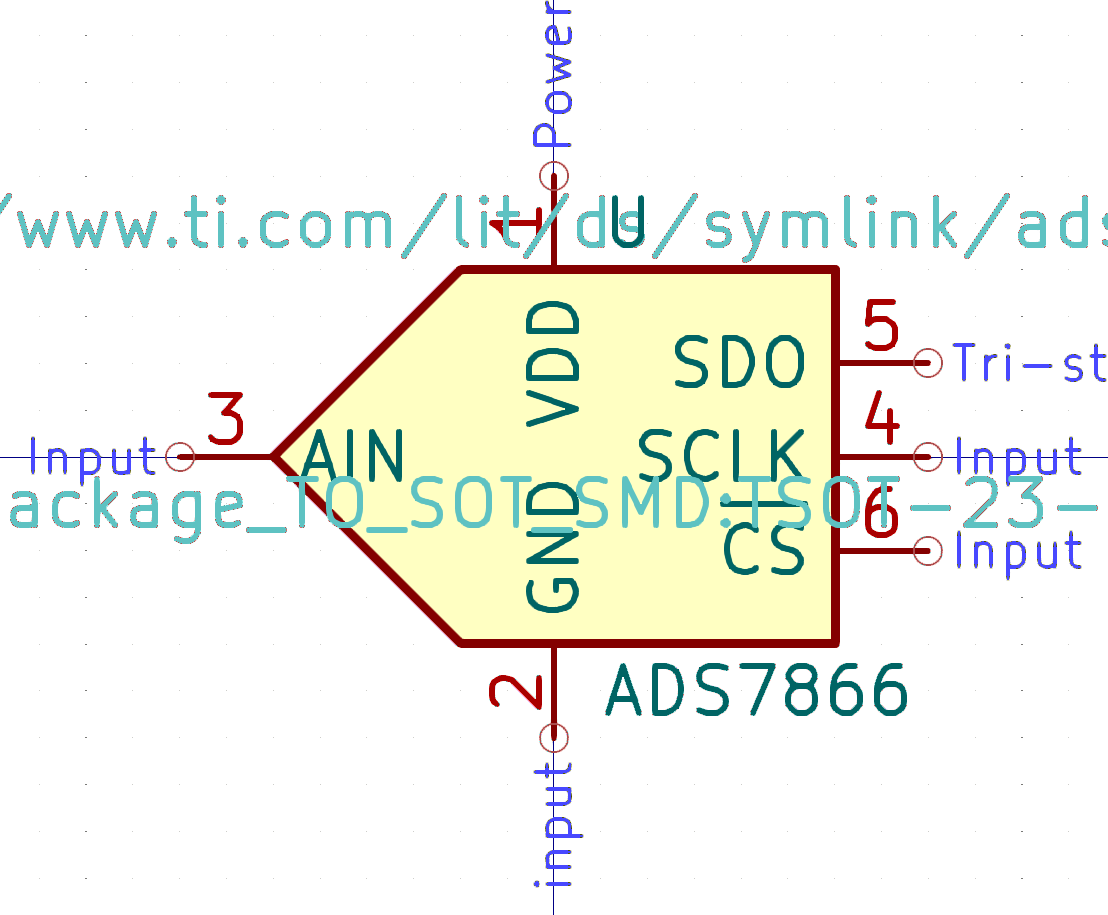 Power
1
/www.ti.com/lit/ds/symlink/ads
U
VDD
SDO
5
Tri-st
3
Input
AIN
SCLK
4
Input
ackage_TO_SOT_SMD:TSOT-23-
GND
CS
6
Input
2
ADS7866
input